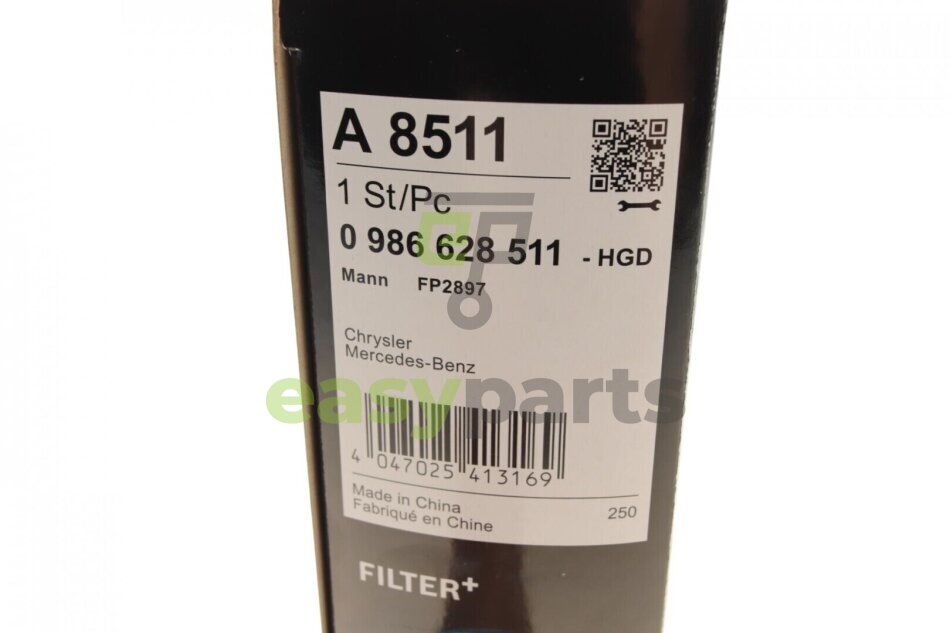 A 8511
1 St/Pc
0 986 628 511 - HGD
Mann FP2897
Chrysler
Mercedes-Benz
easyparts
4 047025 413169
Made in China
Fabriqué en Chine
250
FILTER+